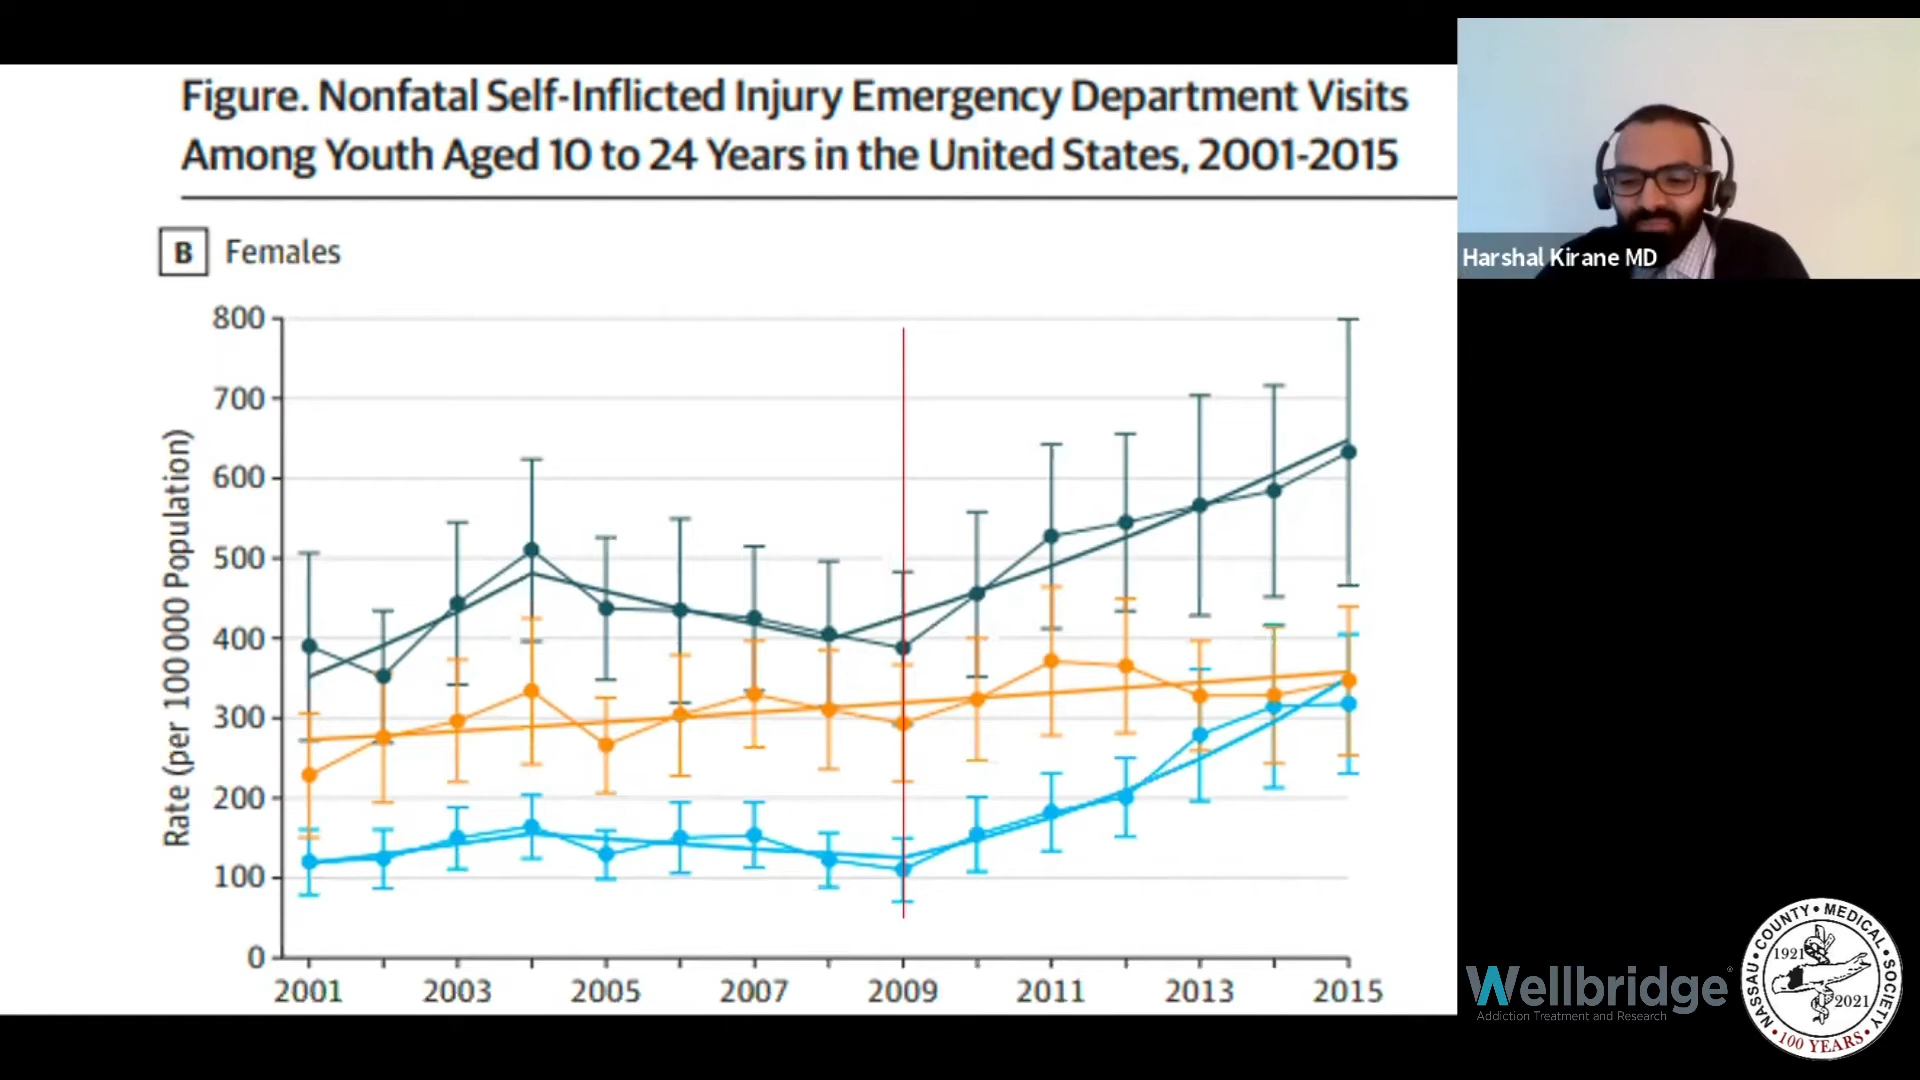 Figure. Nonfatal Self-Inflicted Injury Emergency Department Visits
Among Youth Aged 10 to 24 Years in the United States, 2001-2015
B Females
Rate (per 100 000 Population)
800
700
600
500
400
300
200
100
0
2001 2003 2005 2007 2009 2011 2013 2015
Harshal Kirane MD
Wellbridge
Addiction Treatment and Research
NASSAU • COUNTY • MEDICAL • SOCIETY
1921
2021
• 100 YEARS •